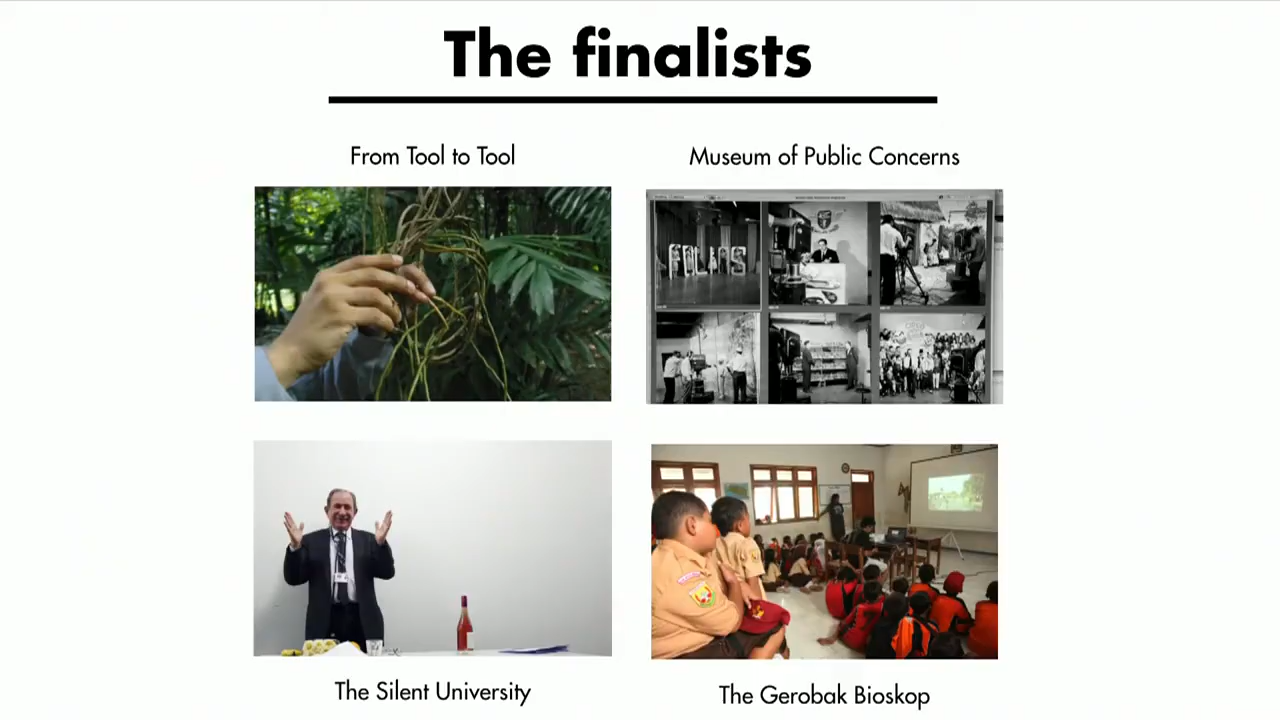 The finalists
From Tool to Tool
Museum of Public Concerns
The Silent University
The Gerobak Bioskop